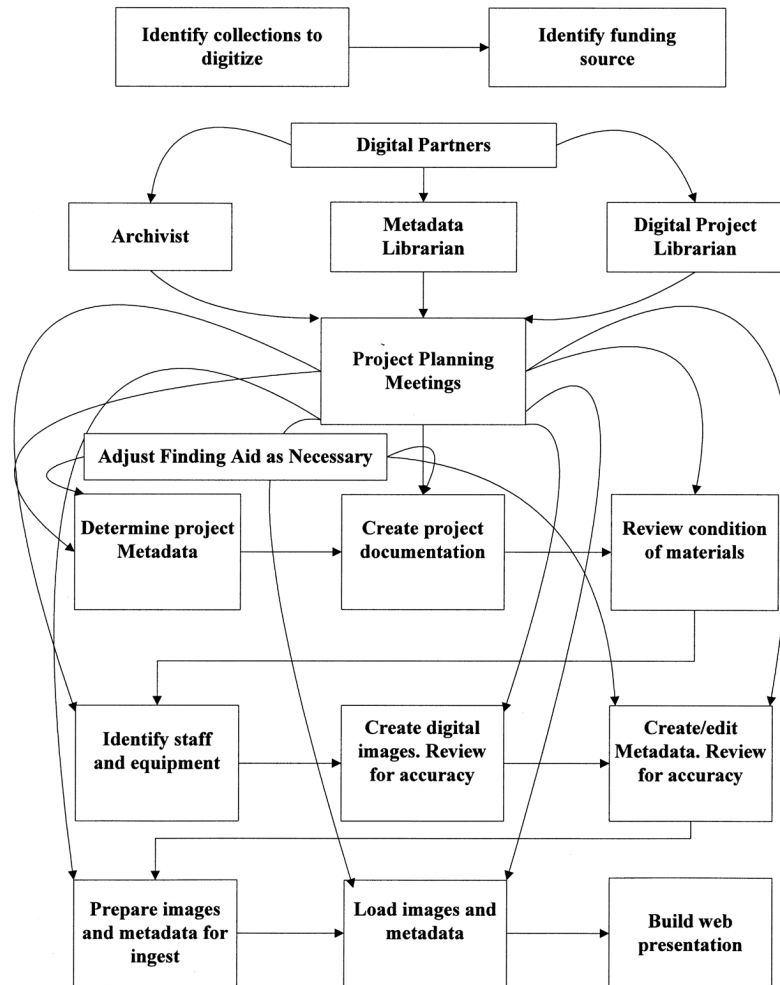 Identify collections to
digitize
Identify funding
source
Digital Partners
Archivist
Metadata
Librarian
Digital Project
Librarian
Project Planning
Meetings
Adjust Finding Aid as Necessary
Determine project
Metadata
Create project
documentation
Review condition
of materials
Identify staff
and equipment
Create digital
images. Review
for accuracy
Create/edit
Metadata. Review
for accuracy
Prepare images
and metadata for
ingest
Load images and
metadata
Build web
presentation